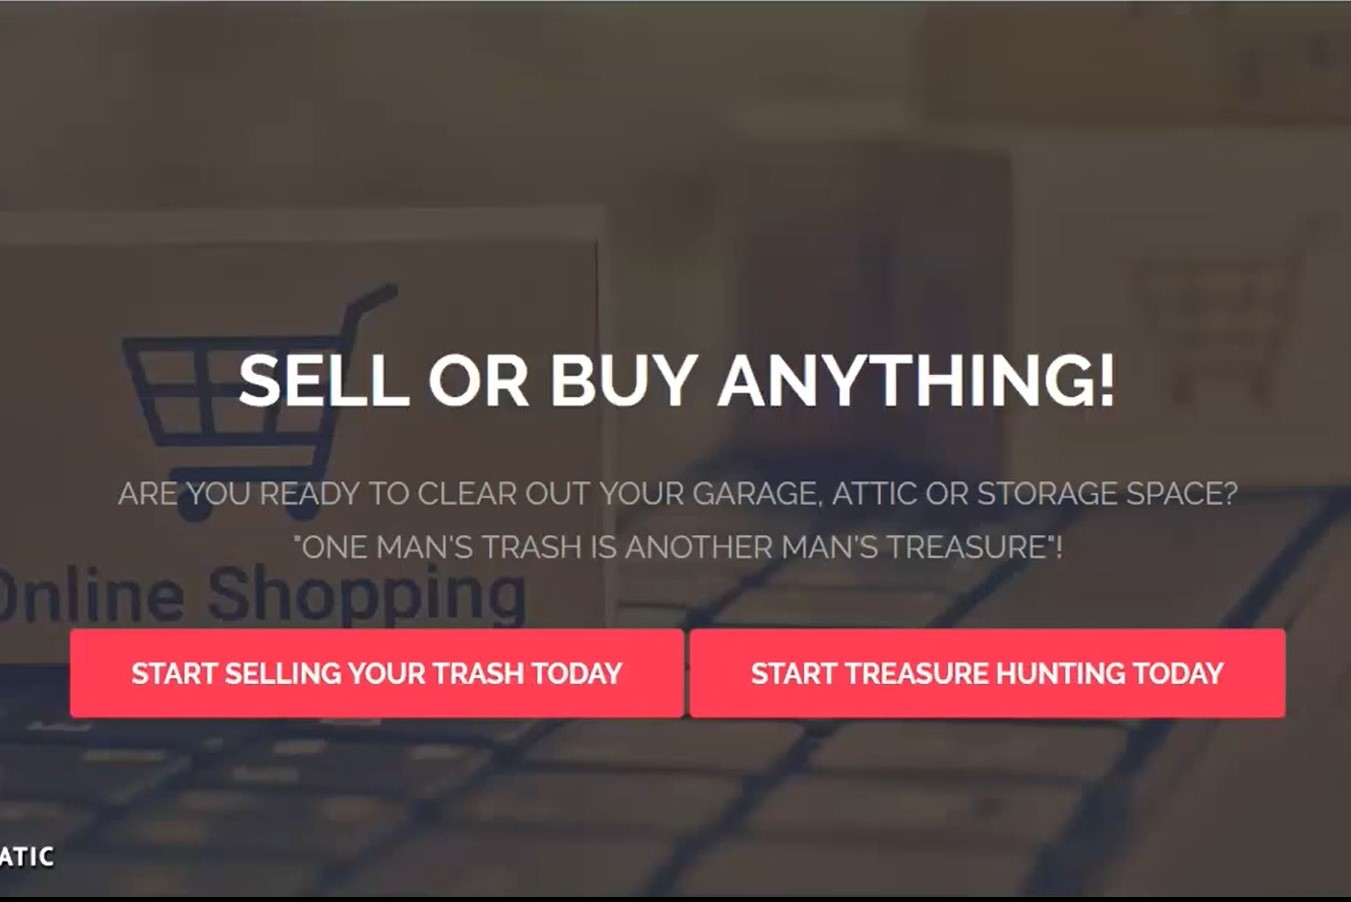 SELL OR BUY ANYTHING!
ARE YOU READY TO CLEAR OUT YOUR GARAGE, ATTIC OR STORAGE SPACE?
"ONE MAN'S TRASH IS ANOTHER MAN'S TREASURE"!
Online Shopping
START SELLING YOUR TRASH TODAY
START TREASURE HUNTING TODAY
ATIC